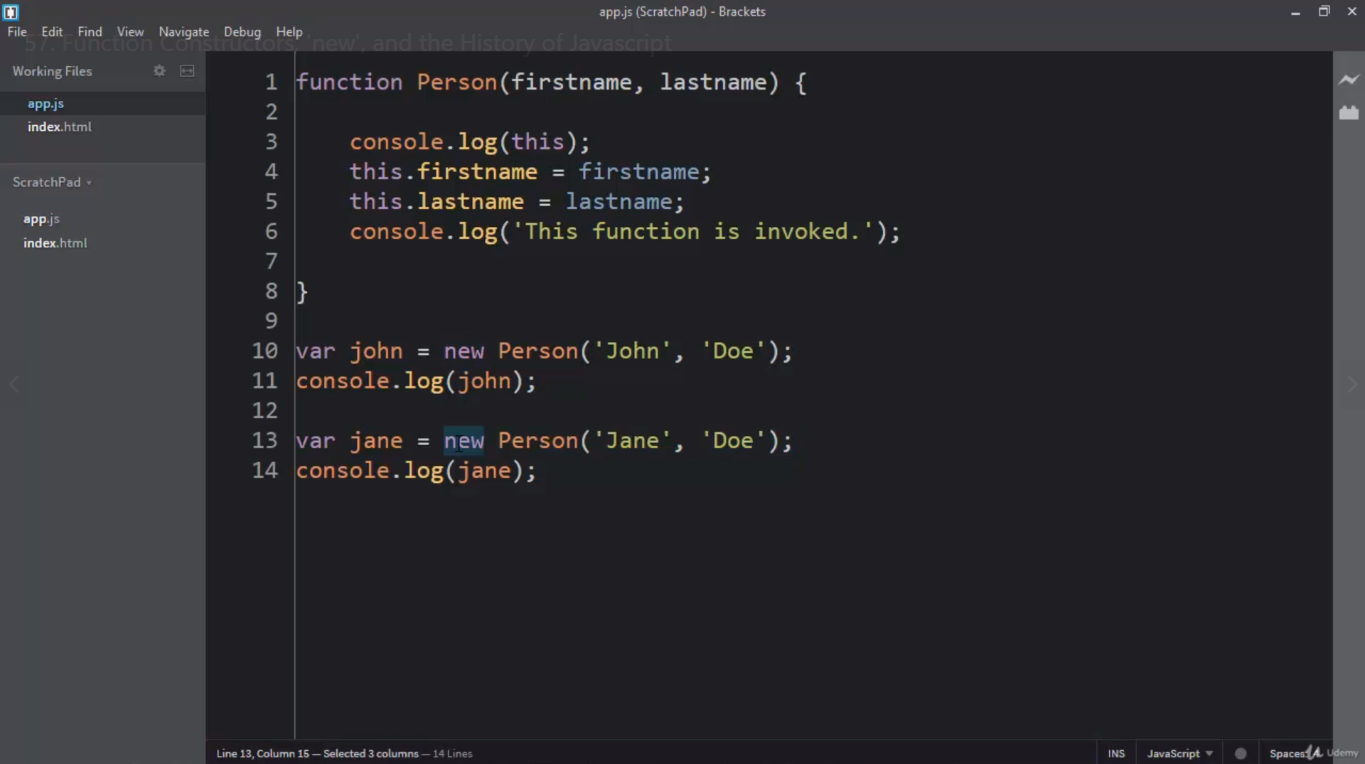 app.js (ScratchPad) - Brackets
File Edit Find View Navigate Debug Help
57. Function Constructors, 'new', and the History of Javascript
Working Files
app.js
index.html
ScratchPad
app.js
index.html
1 function Person(firstname, lastname) {
2
3 console.log(this);
4 this.firstname = firstname;
5 this.lastname = lastname;
6 console.log('This function is invoked.');
7
8 }
9
10 var john = new Person('John', 'Doe');
11 console.log(john);
12
13 var jane = new Person('Jane', 'Doe');
14 console.log(jane);
Line 13, Column 15 — Selected 3 columns — 14 Lines
INS JavaScript Spaces: 4
Udemy